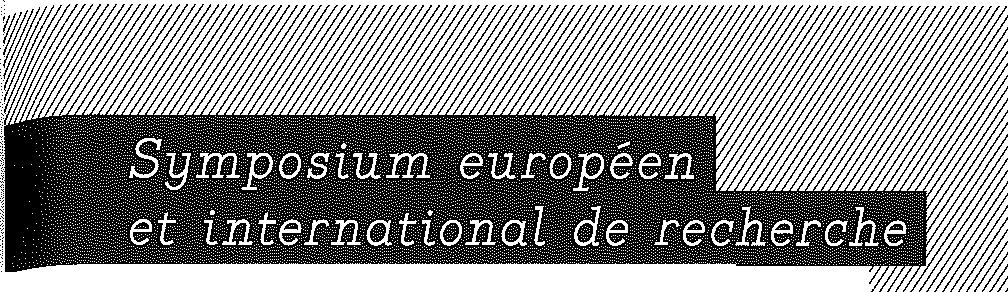 Symposium européen
et international de recherche